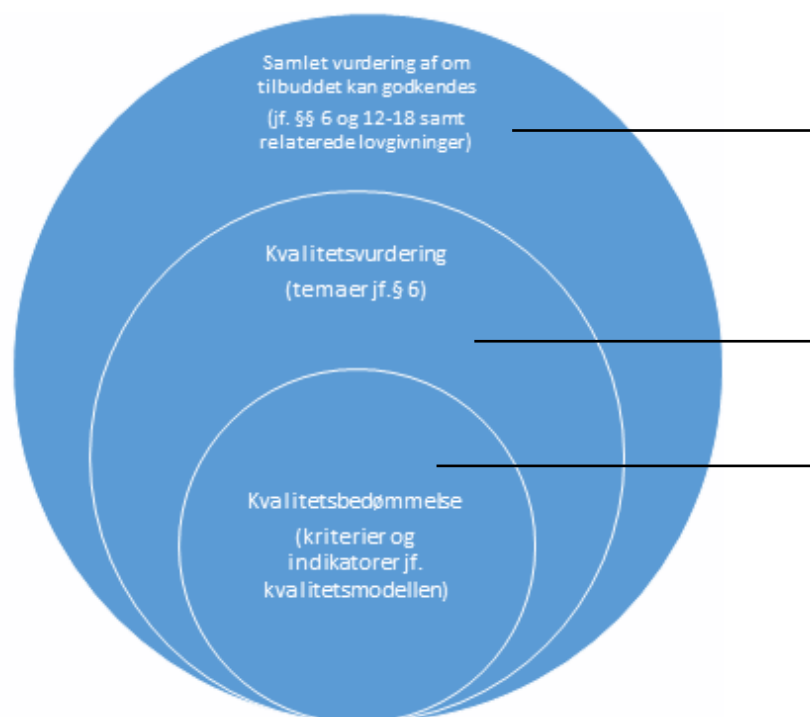 Samlet vurdering af om
tilbuddet kan godkendes
(jf. §§ 6 og 12-18 samt
relaterede lovgivninger)
Kvalitetsvurdering
(temaer jf.§ 6)
Kvalitetsbedømmelse
(kriterier og
indikatorer jf.
kvalitetsmodellen)